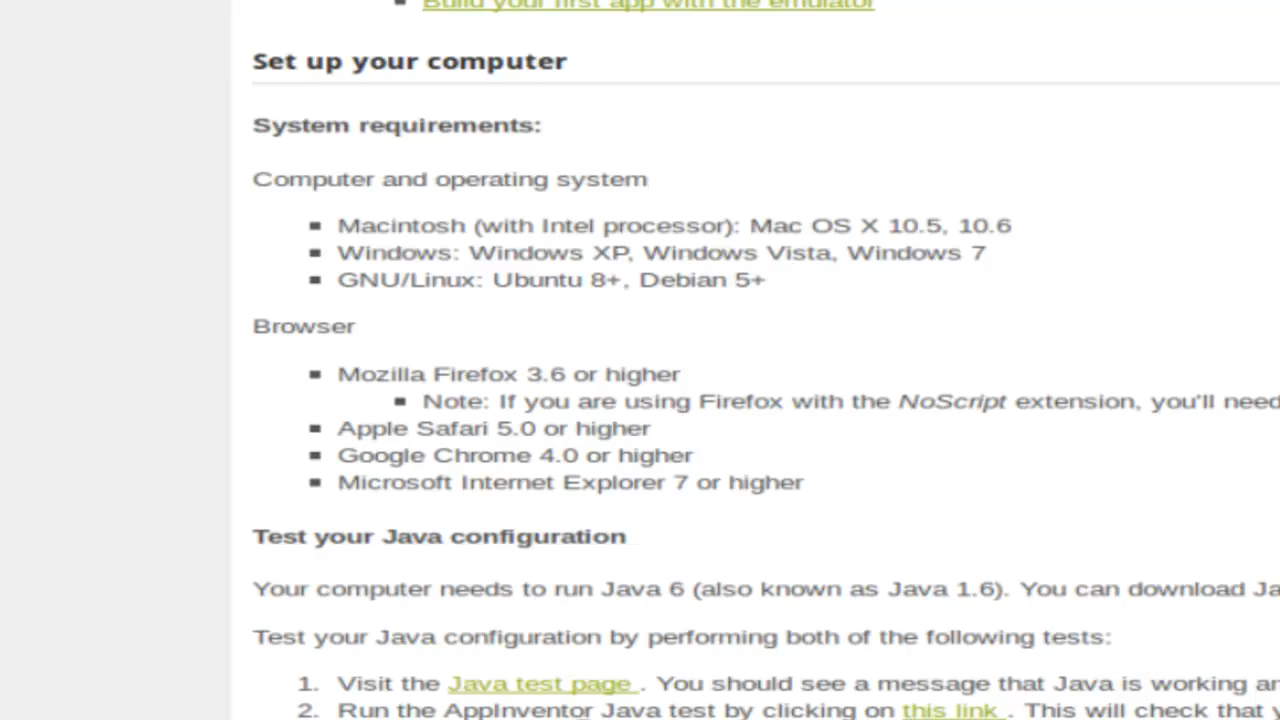 Build your first app with the emulator
Set up your computer
System requirements:
Computer and operating system
Macintosh (with Intel processor): Mac OS X 10.5, 10.6
Windows: Windows XP, Windows Vista, Windows 7
GNU/Linux: Ubuntu 8+, Debian 5+
Browser
Mozilla Firefox 3.6 or higher
Note: If you are using Firefox with the NoScript extension, you'll need
Apple Safari 5.0 or higher
Google Chrome 4.0 or higher
Microsoft Internet Explorer 7 or higher
Test your Java configuration
Your computer needs to run Java 6 (also known as Java 1.6). You can download Ja
Test your Java configuration by performing both of the following tests:
1. Visit the Java test page . You should see a message that Java is working an
2. Run the AppInventor Java test by clicking on this link . This will check that